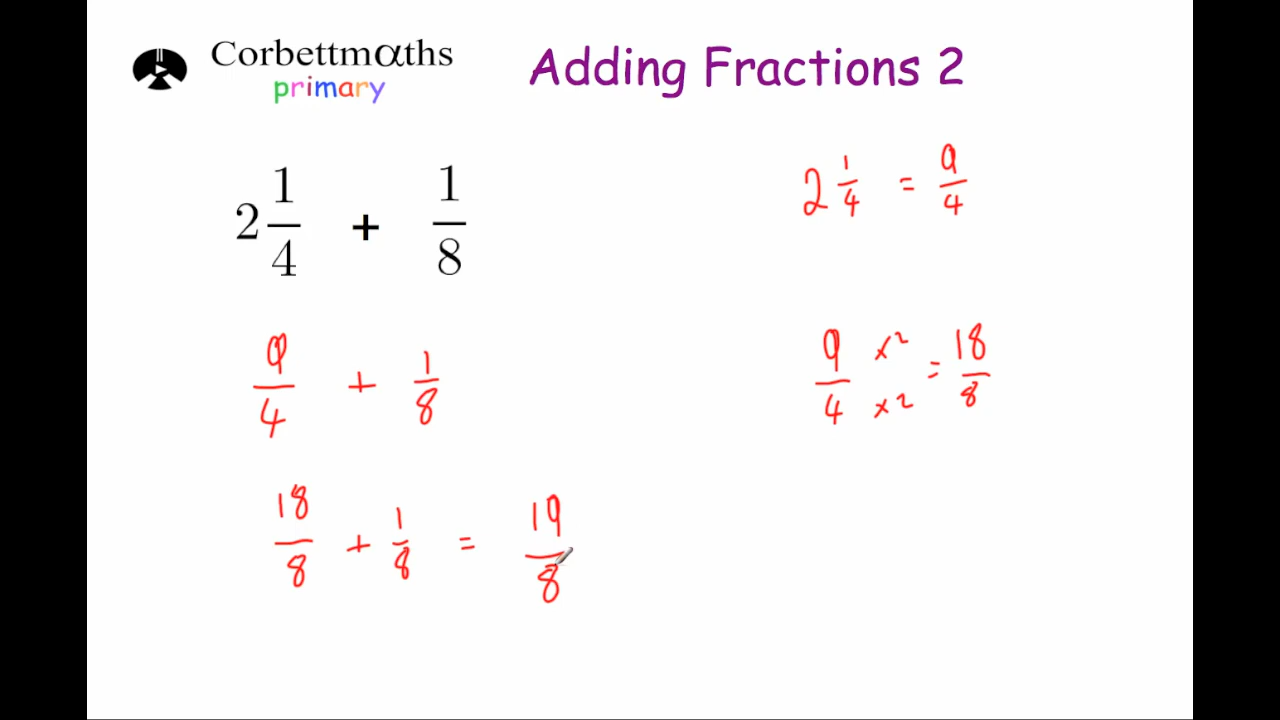 Corbettmαths
primary
Adding Fractions 2
2 1/4 + 1/8
2 1/4 = 9/4
9/4 + 1/8
9/4 ×2 ×2 = 18/8
18/8 + 1/8 = 19/8